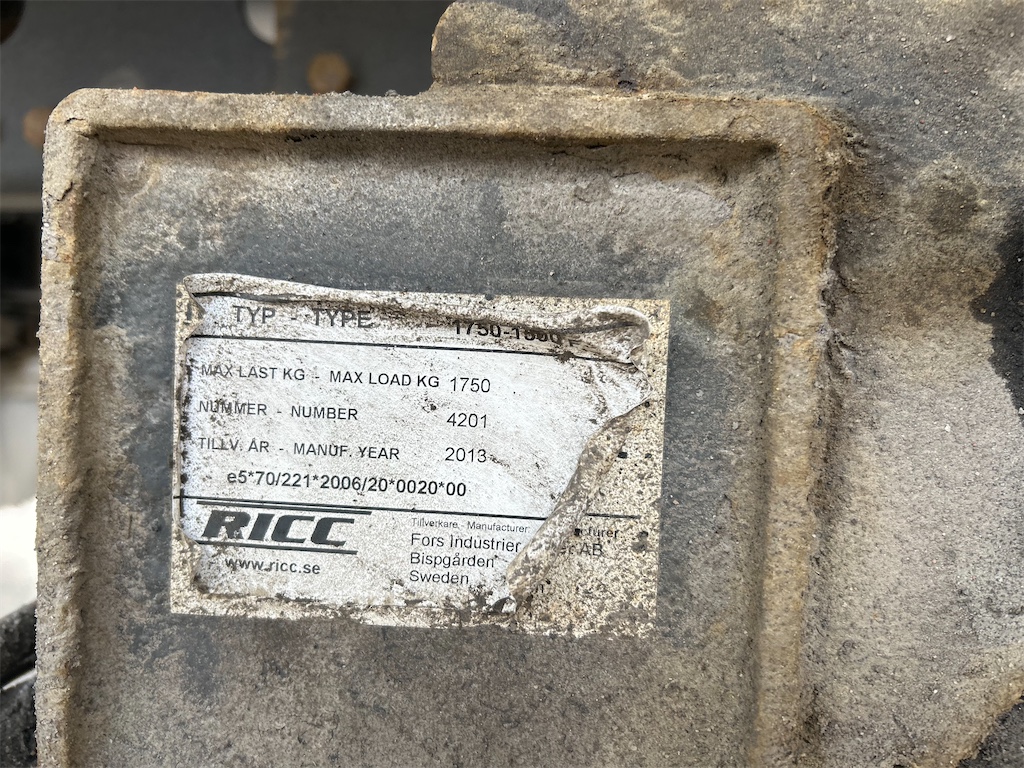 TYP - TYPE
MAX LAST KG - MAX LOAD KG 1750
NUMMER - NUMBER 4201
TILLV. ÅR - MANUF. YEAR 2013
e5*70/221*2006/20*0020*00
RICC
www.ricc.se
Tillverkare - Manufacturer
Fors Industrier AB
Bispgården
Sweden